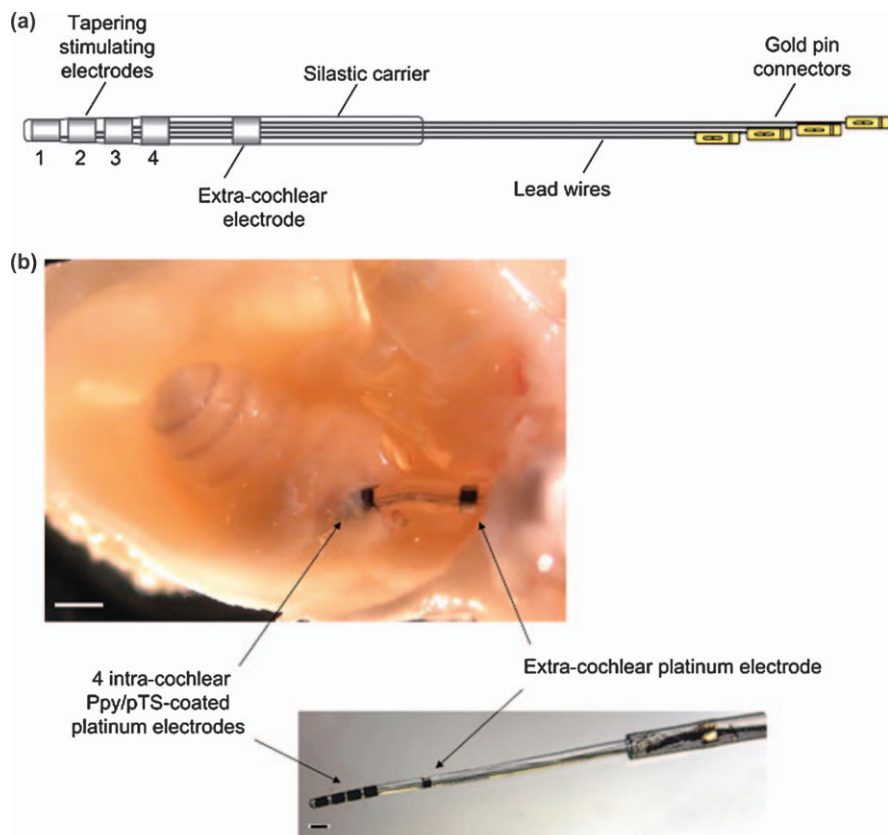 (a)
Tapering
stimulating
electrodes
Silastic carrier
Gold pin
connectors
1 2 3 4
Extra-cochlear
electrode
Lead wires
(b)
4 intra-cochlear
Ppy/pTS-coated
platinum electrodes
Extra-cochlear platinum electrode